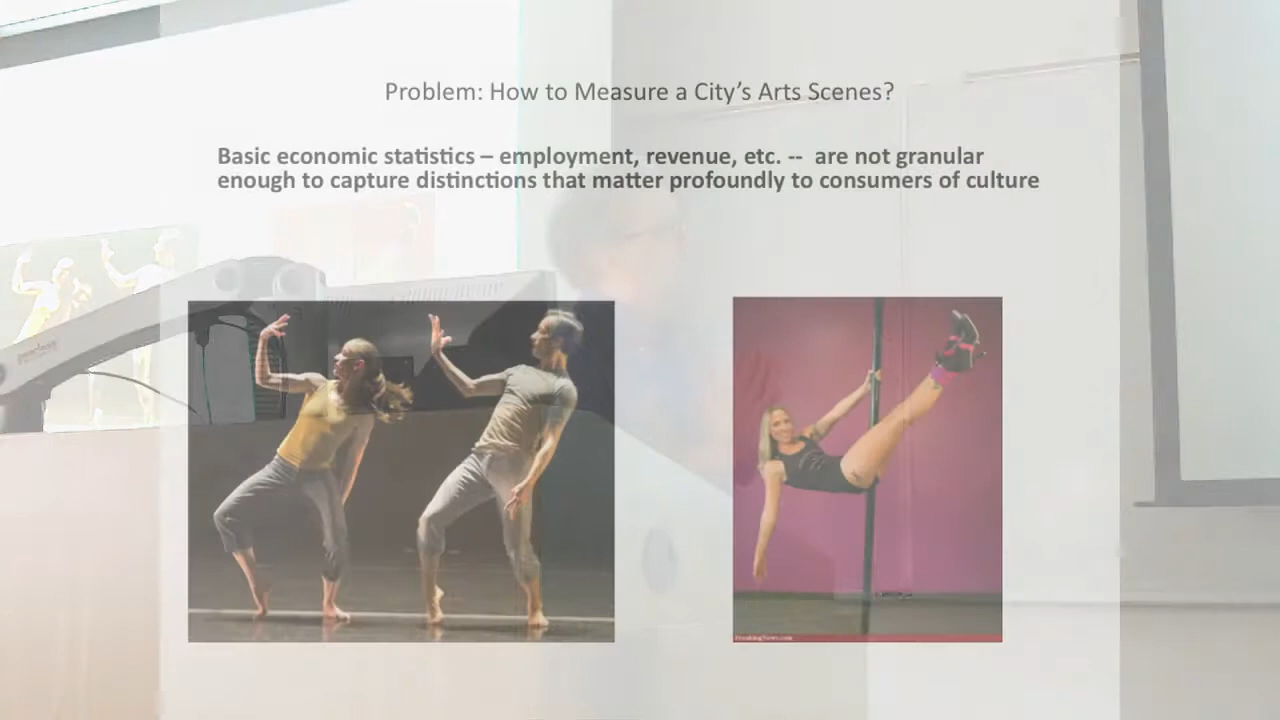 Problem: How to Measure a City’s Arts Scenes?
Basic economic statistics – employment, revenue, etc. -- are not granular
enough to capture distinctions that matter profoundly to consumers of culture